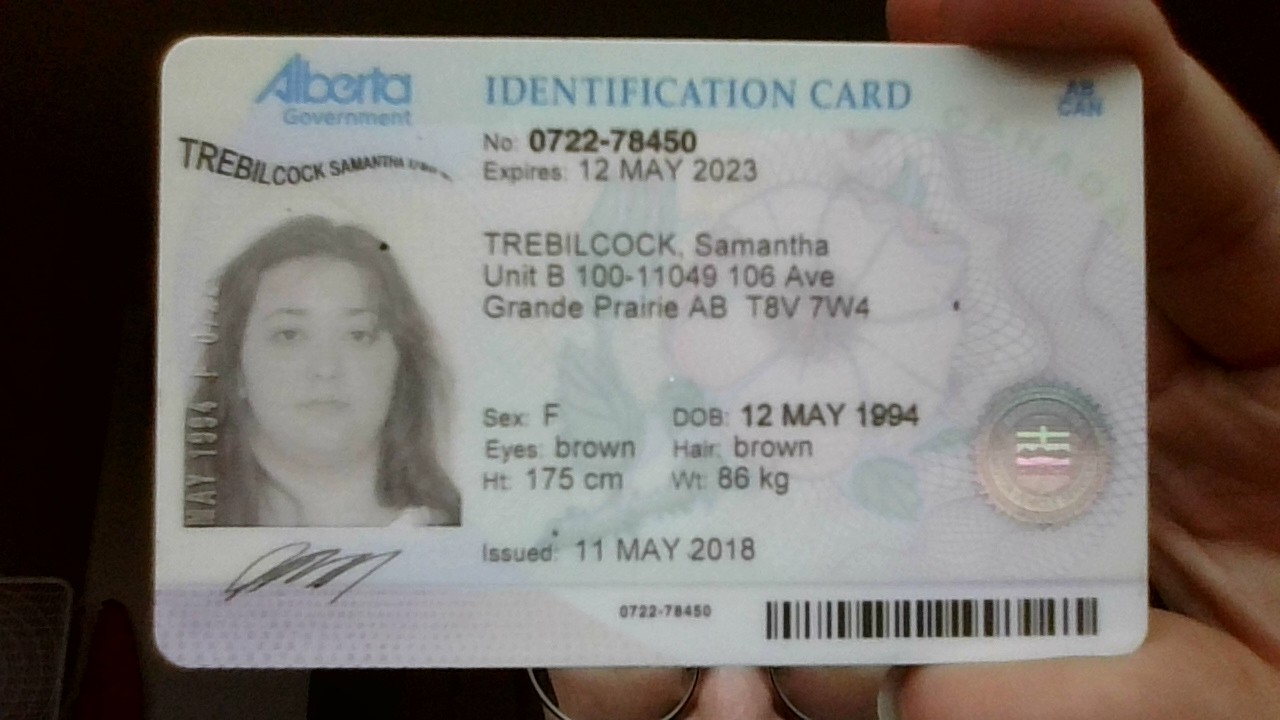 Alberta
Government
IDENTIFICATION CARD
AB
CAN
CANADA
TREBILCOCK SAMANTHA
No: 0722-78450
Expires: 12 MAY 2023
TREBILCOCK, Samantha
Unit B 100-11049 106 Ave
Grande Prairie AB T8V 7W4
MAY 1994 F
Sex: F DOB: 12 MAY 1994
Eyes: brown Hair: brown
Ht: 175 cm Wt: 86 kg
Issued: 11 MAY 2018
0722-78450